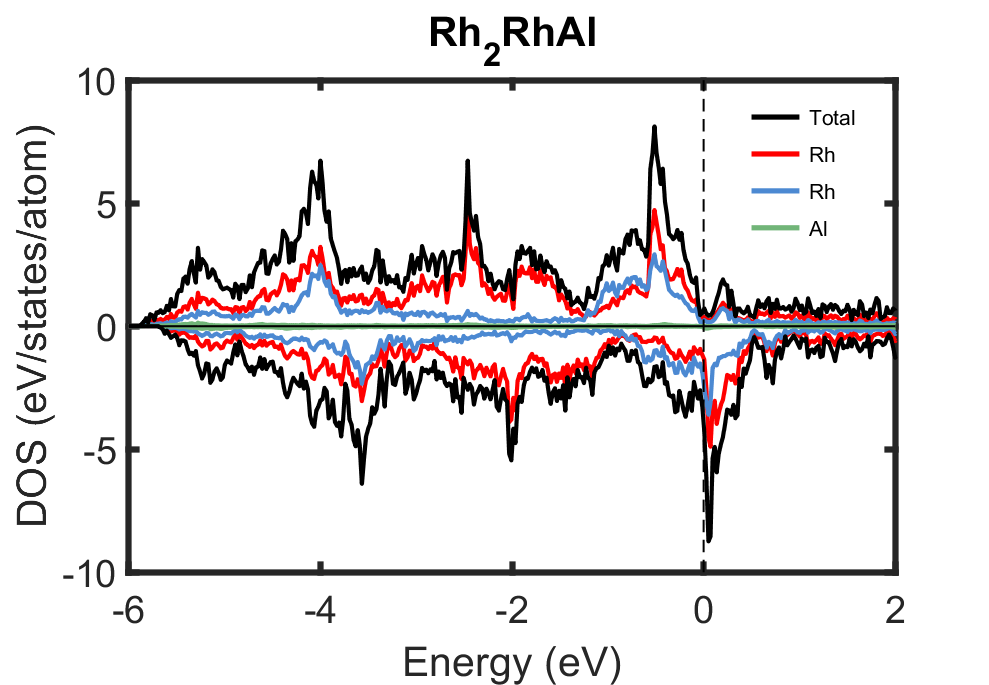 Rh2RhAl
DOS (eV/states/atom)
10
5
0
-5
-10
Total
Rh
Rh
Al
-6 -4 -2 0 2
Energy (eV)